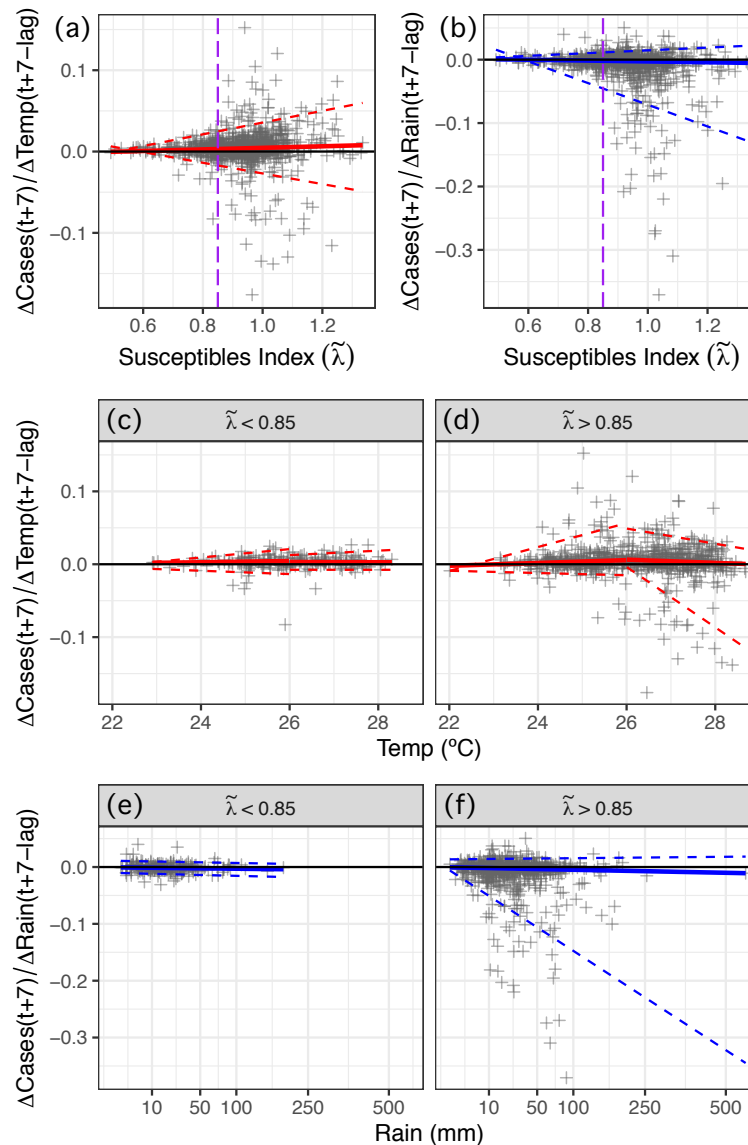 (a)
(b)
ΔCases(t+7)/ΔTemp(t+7−lag)
0.1
0.0
−0.1
0.6 0.8 1.0 1.2
Susceptibles Index (λ̃)
ΔCases(t+7)/ΔRain(t+7−lag)
0.0
−0.1
−0.2
−0.3
0.6 0.8 1.0 1.2
Susceptibles Index (λ̃)
(c) λ̃ < 0.85
(d) λ̃ > 0.85
ΔCases(t+7)/ΔTemp(t+7−lag)
0.1
0.0
−0.1
22 24 26 28
22 24 26 28
Temp (ºC)
(e) λ̃ < 0.85
(f) λ̃ > 0.85
ΔCases(t+7)/ΔRain(t+7−lag)
0.0
−0.1
−0.2
−0.3
10 50 100 250 500
10 50 100 250 500
Rain (mm)